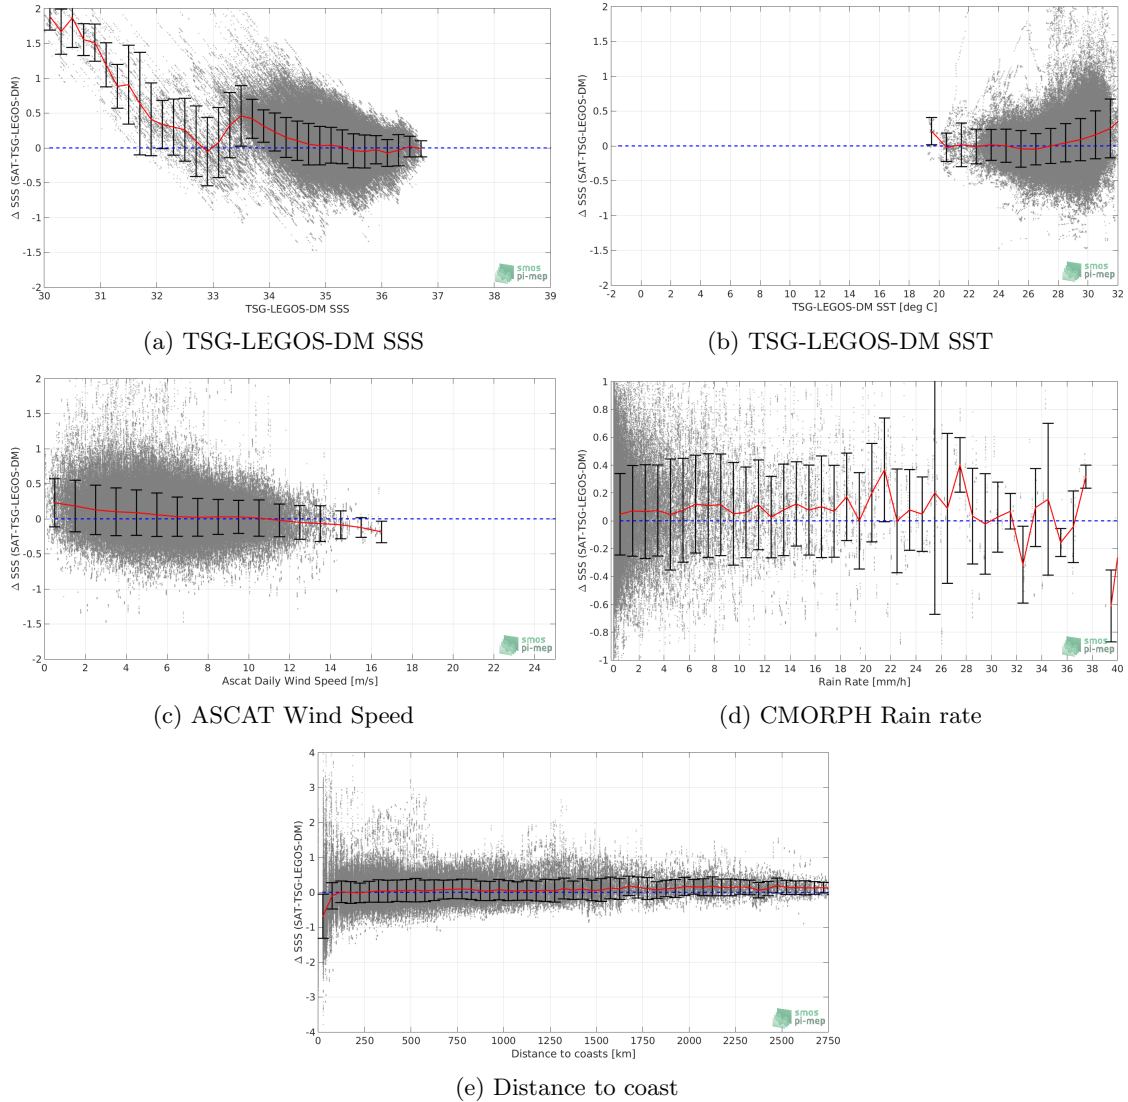 2
1.5
1
0.5
0
-0.5
-1
-1.5
-2
Δ SSS (SAT-TSG-LEGOS-DM)
30 31 32 33 34 35 36 37 38 39
TSG-LEGOS-DM SSS
smos
pi-mep
(a) TSG-LEGOS-DM SSS
2
1.5
1
0.5
0
-0.5
-1
-1.5
-2
Δ SSS (SAT-TSG-LEGOS-DM)
-2 0 2 4 6 8 10 12 14 16 18 20 22 24 26 28 30 32
TSG-LEGOS-DM SST [deg C]
smos
pi-mep
(b) TSG-LEGOS-DM SST
2
1.5
1
0.5
0
-0.5
-1
-1.5
-2
Δ SSS (SAT-TSG-LEGOS-DM)
0 2 4 6 8 10 12 14 16 18 20 22 24
Ascat Daily Wind Speed [m/s]
smos
pi-mep
(c) ASCAT Wind Speed
1
0.8
0.6
0.4
0.2
0
-0.2
-0.4
-0.6
-0.8
-1
Δ SSS (SAT-TSG-LEGOS-DM)
0 2 4 6 8 10 12 14 16 18 20 22 24 26 28 30 32 34 36 38 40
Rain Rate [mm/h]
smos
pi-mep
(d) CMORPH Rain rate
4
3
2
1
0
-1
-2
-3
-4
Δ SSS (SAT-TSG-LEGOS-DM)
0 250 500 750 1000 1250 1500 1750 2000 2250 2500 2750
Distance to coasts [km]
smos
pi-mep
(e) Distance to coast